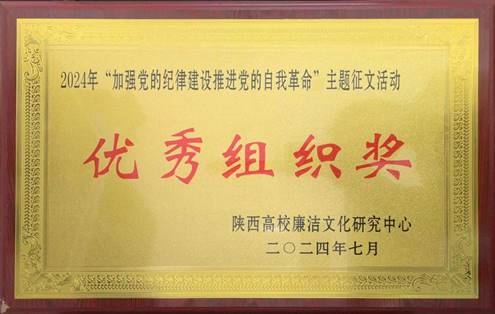 2024年“加强党的纪律建设推进党的自我革命”主题征文活动
优秀组织奖
陕西高校廉洁文化研究中心
二〇二四年七月